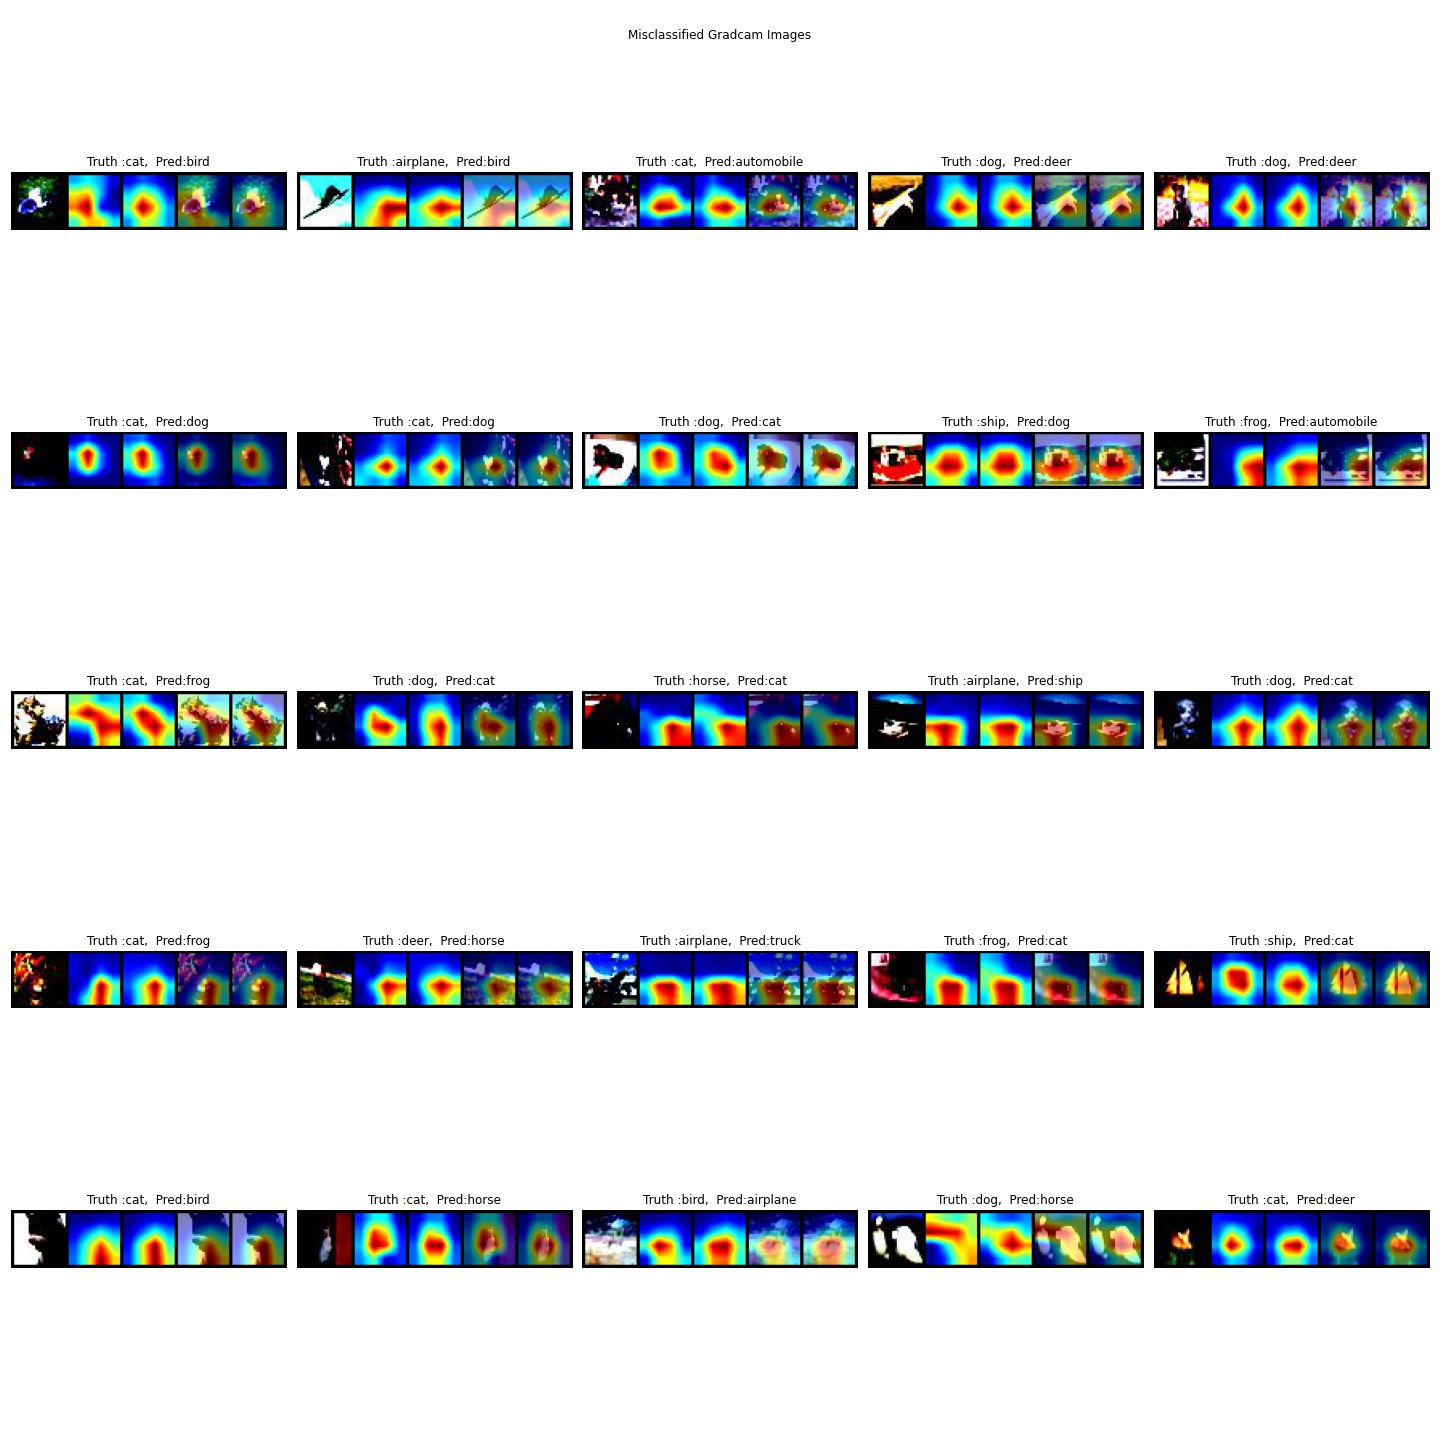 Misclassified Gradcam Images
Truth :cat,  Pred:bird
Truth :airplane,  Pred:bird
Truth :cat,  Pred:automobile
Truth :dog,  Pred:deer
Truth :dog,  Pred:deer
Truth :cat,  Pred:dog
Truth :cat,  Pred:dog
Truth :dog,  Pred:cat
Truth :ship,  Pred:dog
Truth :frog,  Pred:automobile
Truth :cat,  Pred:frog
Truth :dog,  Pred:cat
Truth :horse,  Pred:cat
Truth :airplane,  Pred:ship
Truth :dog,  Pred:cat
Truth :cat,  Pred:frog
Truth :deer,  Pred:horse
Truth :airplane,  Pred:truck
Truth :frog,  Pred:cat
Truth :ship,  Pred:cat
Truth :cat,  Pred:bird
Truth :cat,  Pred:horse
Truth :bird,  Pred:airplane
Truth :dog,  Pred:horse
Truth :cat,  Pred:deer